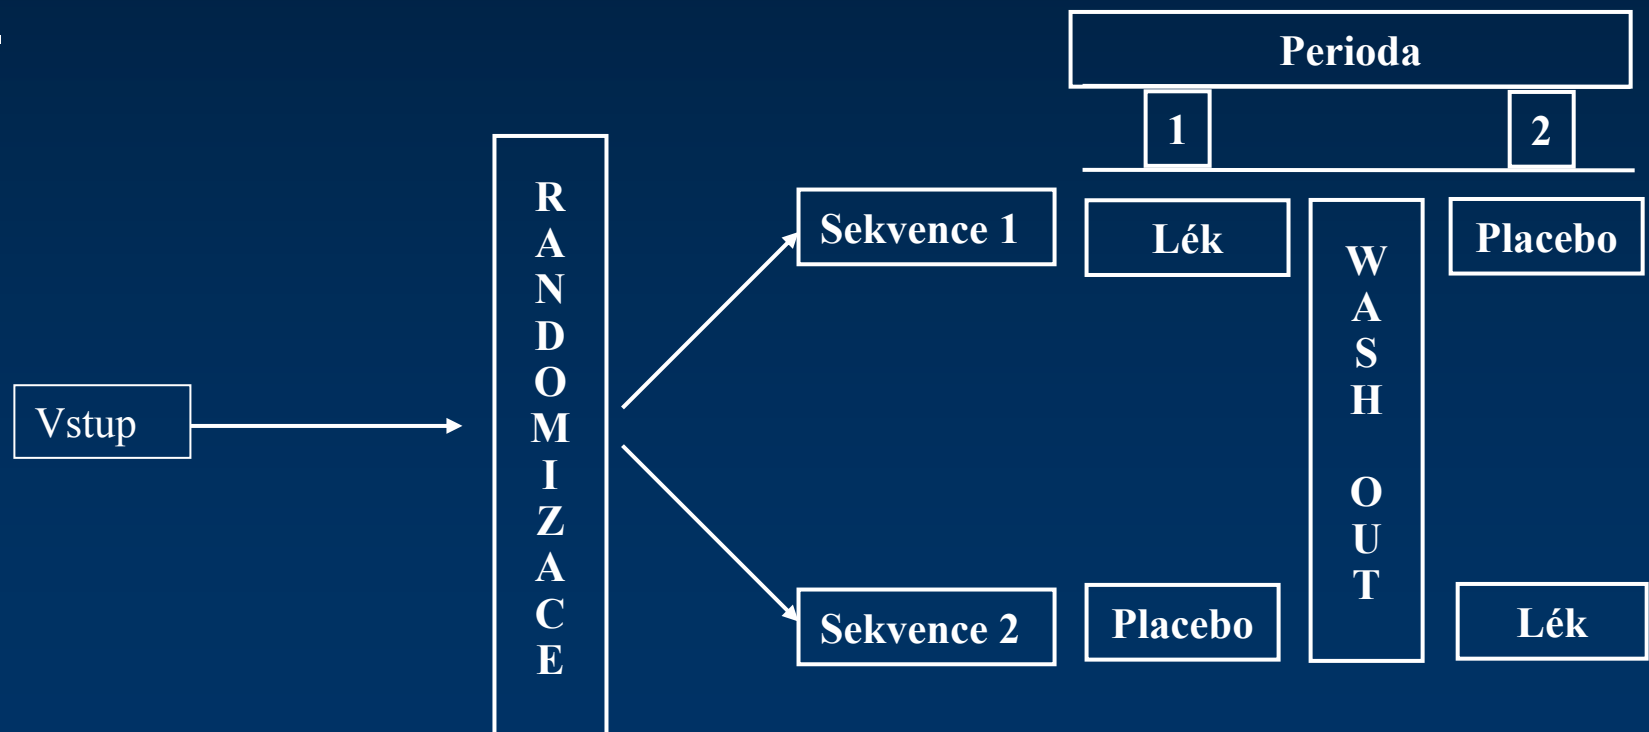 Perioda
1
2
Vstup
RANDOMIZACE
Sekvence 1
Lék
WASH OUT
Placebo
Sekvence 2
Placebo
Lék